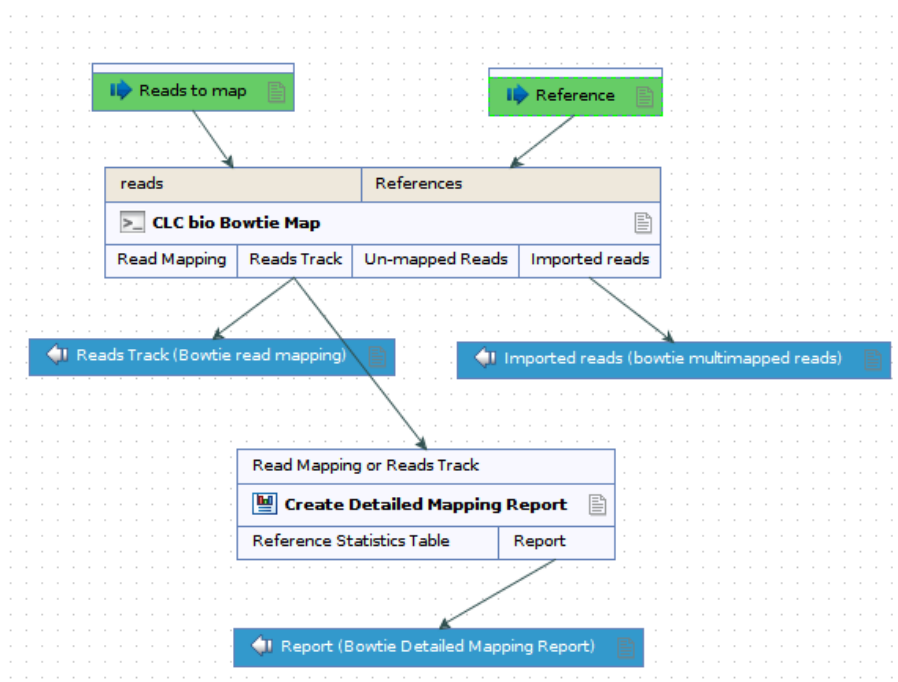 Reads to map
Reference
reads
References
>_ CLC bio Bowtie Map
Read Mapping
Reads Track
Un-mapped Reads
Imported reads
Reads Track (Bowtie read mapping)
Imported reads (bowtie multimapped reads)
Read Mapping or Reads Track
Create Detailed Mapping Report
Reference Statistics Table
Report
Report (Bowtie Detailed Mapping Report)